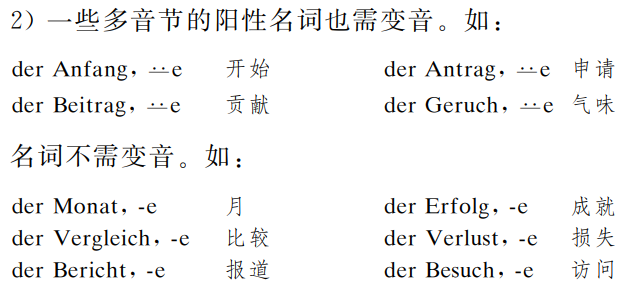 2) 一些多音节的阳性名词也需变音。如：
der Anfang, ⸚e 开始 der Antrag, ⸚e 申请
der Beitrag, ⸚e 贡献 der Geruch, ⸚e 气味
名词不需变音。如：
der Monat, -e 月 der Erfolg, -e 成就
der Vergleich, -e 比较 der Verlust, -e 损失
der Bericht, -e 报道 der Besuch, -e 访问